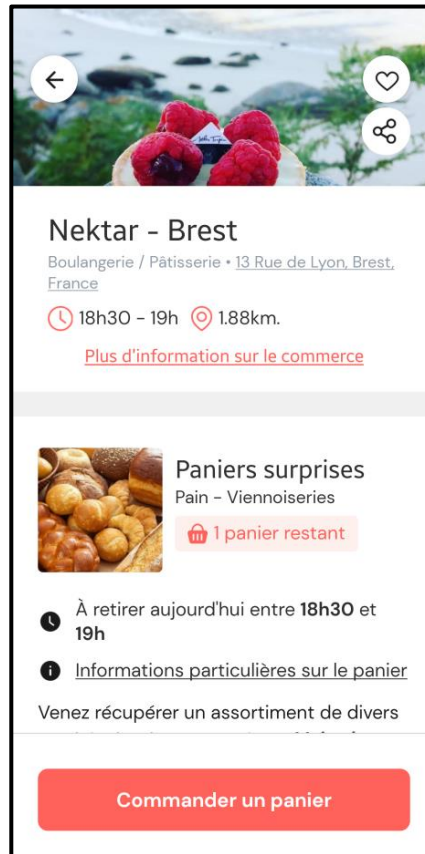 Nektar - Brest
Boulangerie / Pâtisserie • 13 Rue de Lyon, Brest,
France
18h30 - 19h 1.88km.
Plus d'information sur le commerce
Paniers surprises
Pain - Viennoiseries
1 panier restant
À retirer aujourd'hui entre 18h30 et
19h
Informations particulières sur le panier
Venez récupérer un assortiment de divers
Commander un panier